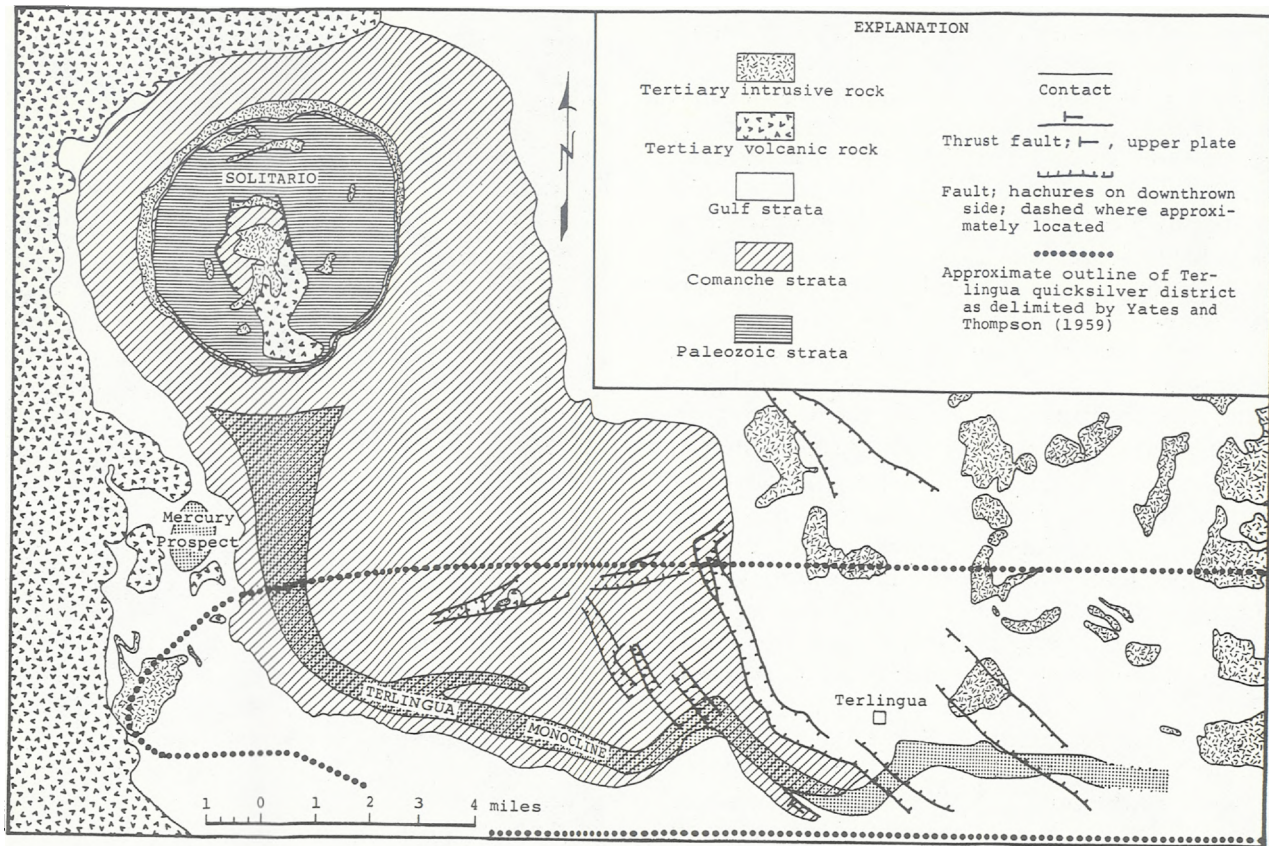 EXPLANATION
Tertiary intrusive rock
Tertiary volcanic rock
Gulf strata
Comanche strata
Paleozoic strata
Contact
Thrust fault; ⊢, upper plate
Fault; hachures on downthrown
side; dashed where approxi-
mately located
Approximate outline of Ter-
lingua quicksilver district
as delimited by Yates and
Thompson (1959)
SOLITARIO
N
Mercury
Prospect
TERLINGUA
MONOCLINE
Terlingua
1 0 1 2 3 4 miles